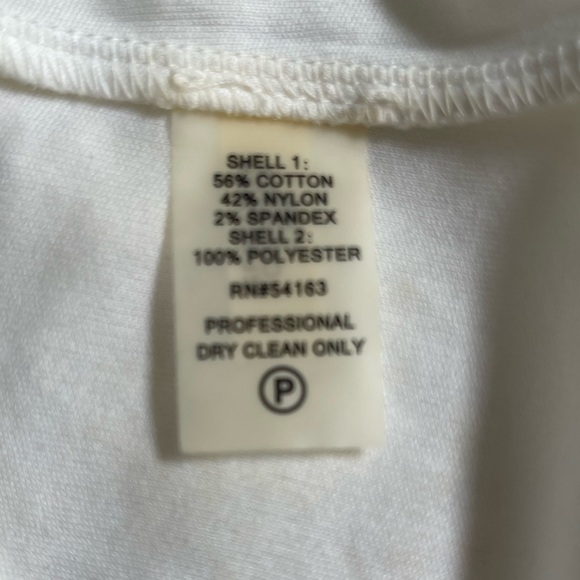 SHELL 1:
56% COTTON
42% NYLON
2% SPANDEX
SHELL 2:
100% POLYESTER
RN#54163
PROFESSIONAL
DRY CLEAN ONLY
P